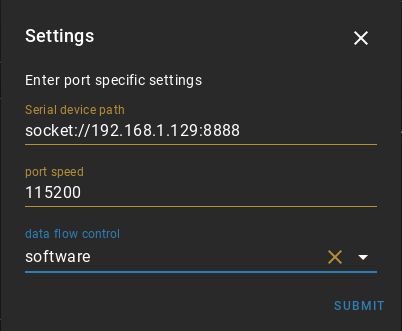 Settings
Enter port specific settings
Serial device path
socket://192.168.1.129:8888
port speed
115200
data flow control
software
SUBMIT